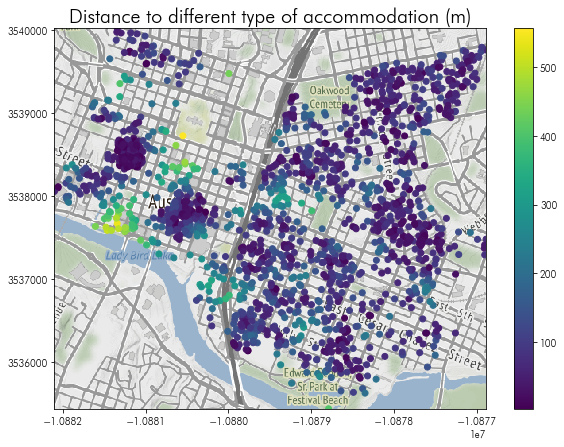 Distance to different type of accommodation (m)
3540000
3539000
3538000
3537000
3536000
Oakwood
Cemetery
Street
Lady Bird Lake
Street
Sr. Park at
Festival Beach
-1.0882
-1.0881
-1.0880
-1.0879
-1.0878
-1.0877
1e7
500
400
300
200
100